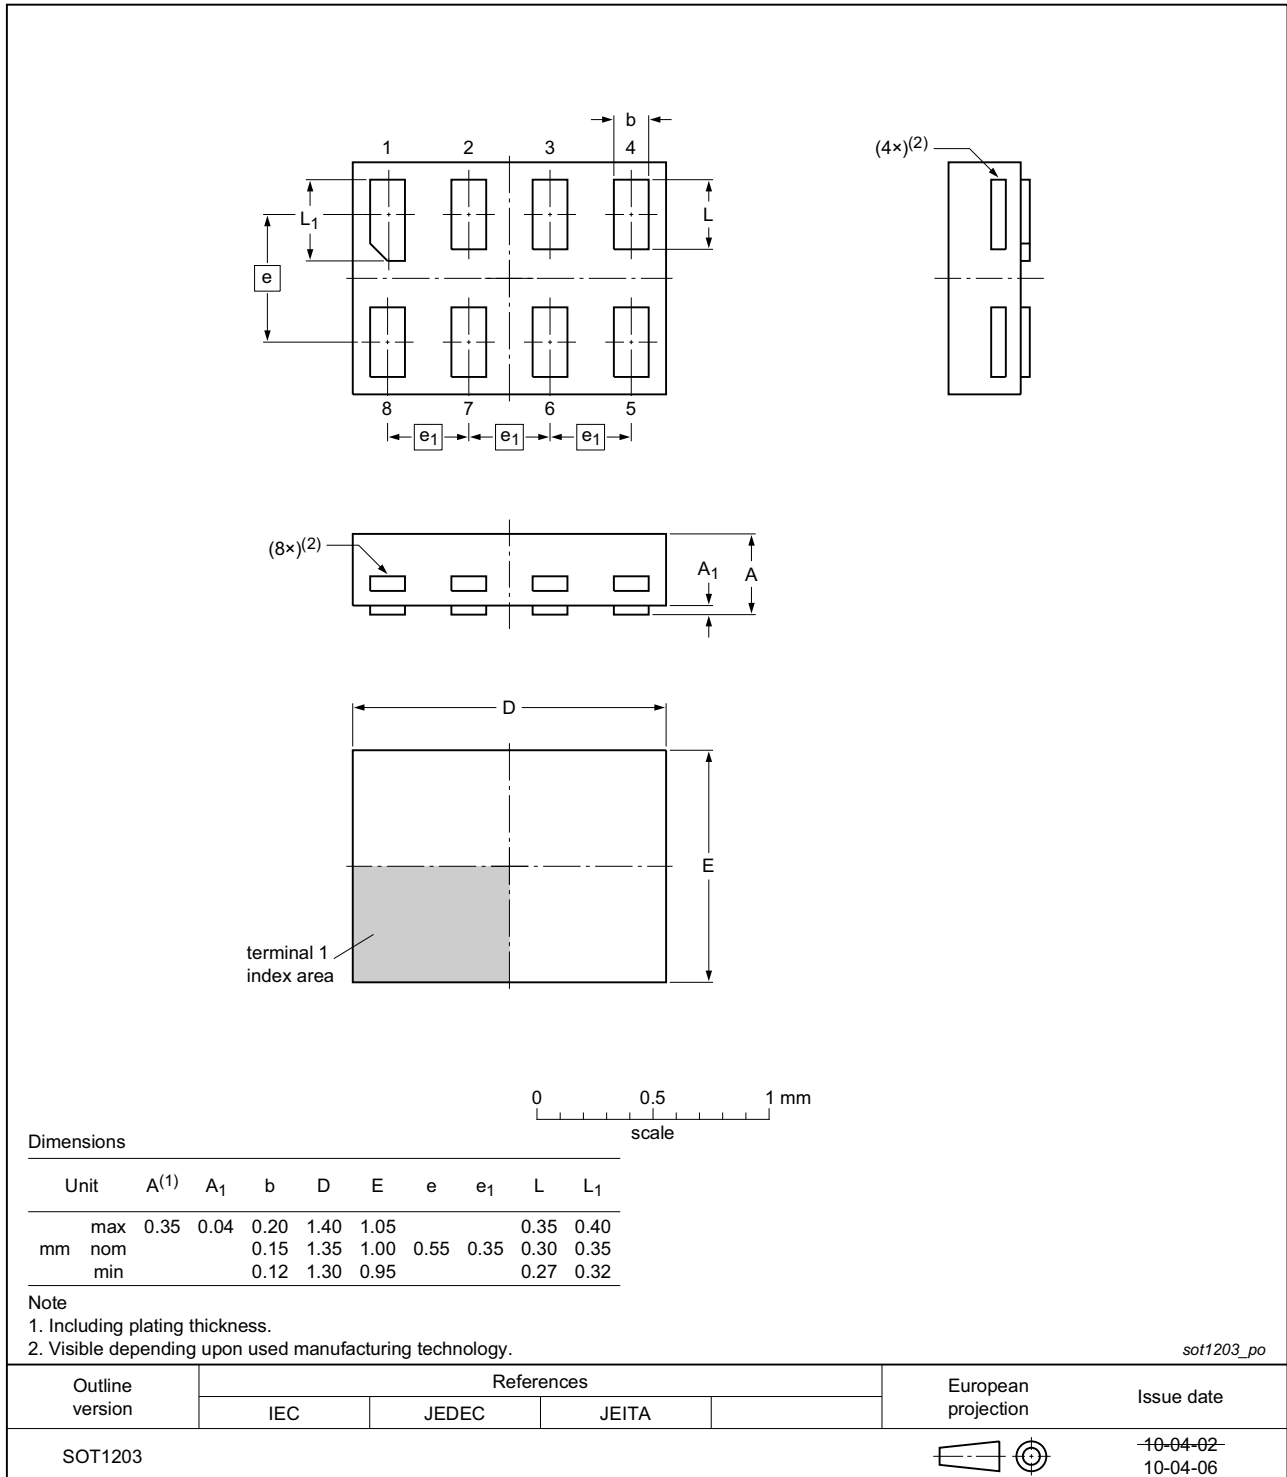 b
1 2 3 4
(4×)(2)
L1
L
e
8 7 6 5
e1 e1 e1
(8×)(2)
A1
A
D
E
terminal 1
index area
0 0.5 1 mm
scale
Dimensions
Unit A(1) A1 b D E e e1 L L1
max 0.35 0.04 0.20 1.40 1.05 0.35 0.40
mm nom 0.15 1.35 1.00 0.55 0.35 0.30 0.35
min 0.12 1.30 0.95 0.27 0.32
Note
1. Including plating thickness.
2. Visible depending upon used manufacturing technology.
sot1203_po
Outline
version
References
IEC JEDEC JEITA
European
projection
Issue date
SOT1203
10-04-02
10-04-06